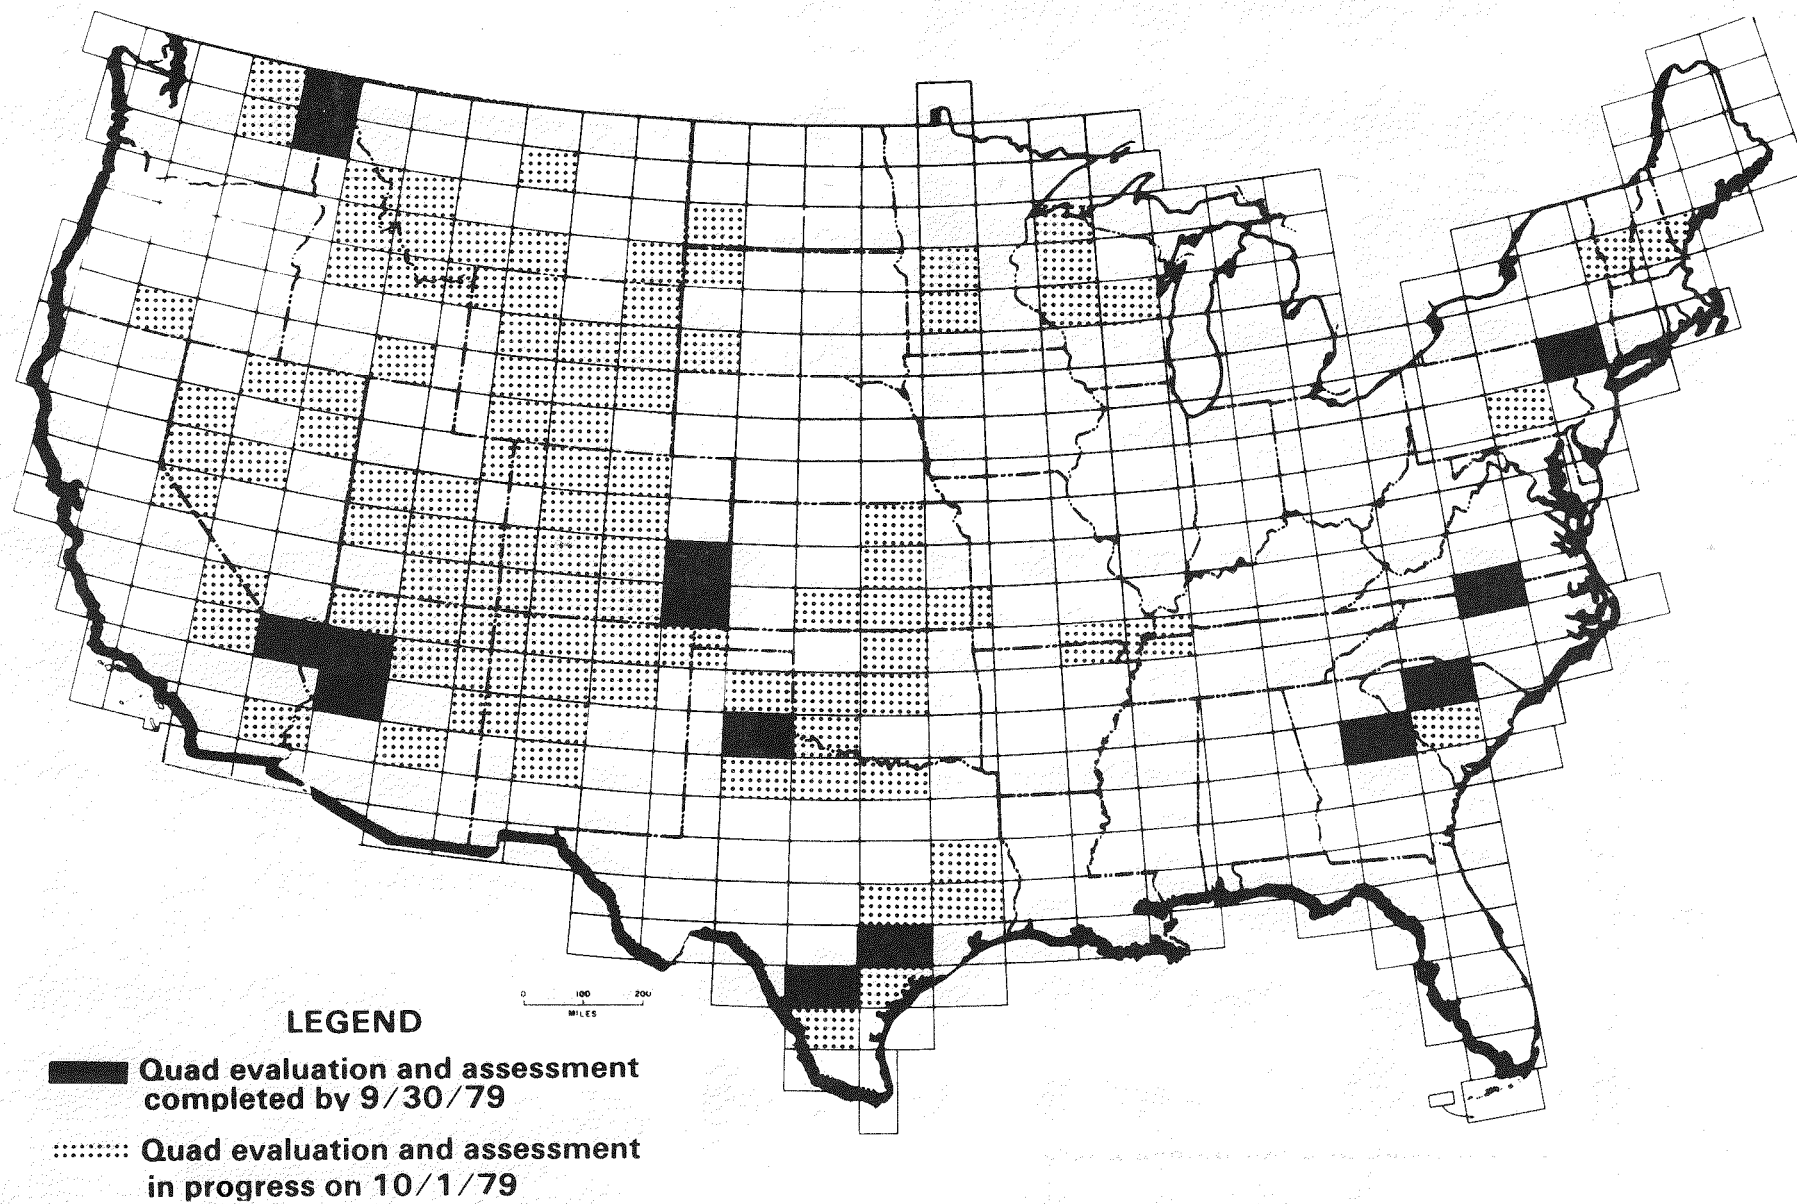 0 100 200
MILES
LEGEND
Quad evaluation and assessment
completed by 9/30/79
Quad evaluation and assessment
in progress on 10/1/79